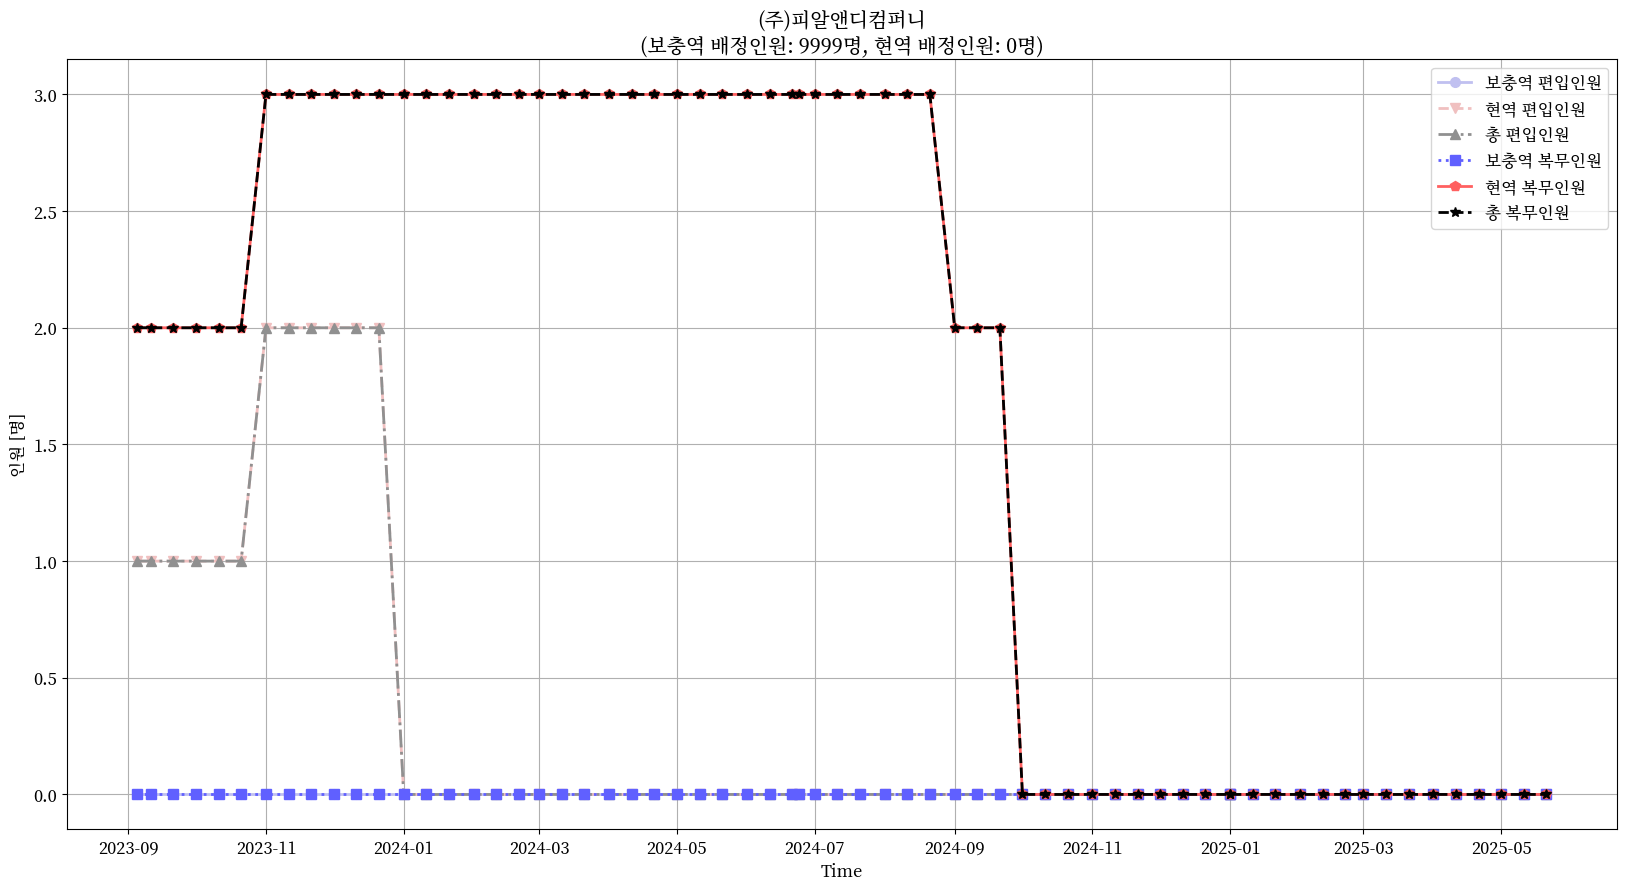 (주)피알앤디컴퍼니
(보충역 배정인원: 9999명, 현역 배정인원: 0명)
보충역 편입인원
현역 편입인원
총 편입인원
보충역 복무인원
현역 복무인원
총 복무인원
인원 [명]
3.0
2.5
2.0
1.5
1.0
0.5
0.0
2023-09
2023-11
2024-01
2024-03
2024-05
2024-07
2024-09
2024-11
2025-01
2025-03
2025-05
Time